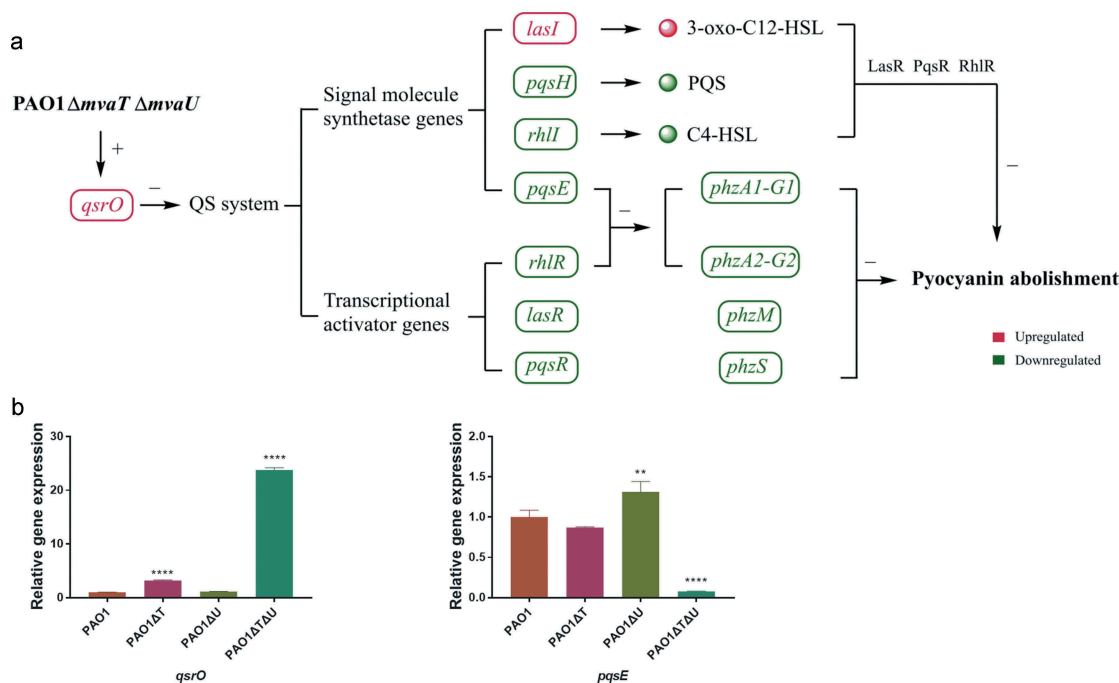 a
PAO1 ΔmvaT ΔmvaU
+
qsrO
–
QS system
Signal molecule
synthetase genes
Transcriptional
activator genes
lasI
3-oxo-C12-HSL
pqsH
PQS
rhlI
C4-HSL
pqsE
rhlR
lasR
pqsR
–
phzA1-G1
phzA2-G2
phzM
phzS
LasR PqsR RhlR
–
–
Pyocyanin abolishment
Upregulated
Downregulated
b
Relative gene expression
30
20
10
0
****
****
PAO1
PAO1ΔT
PAO1ΔU
PAO1ΔTΔU
qsrO
Relative gene expression
2.0
1.5
1.0
0.5
0.0
**
****
PAO1
PAO1ΔT
PAO1ΔU
PAO1ΔTΔU
pqsE